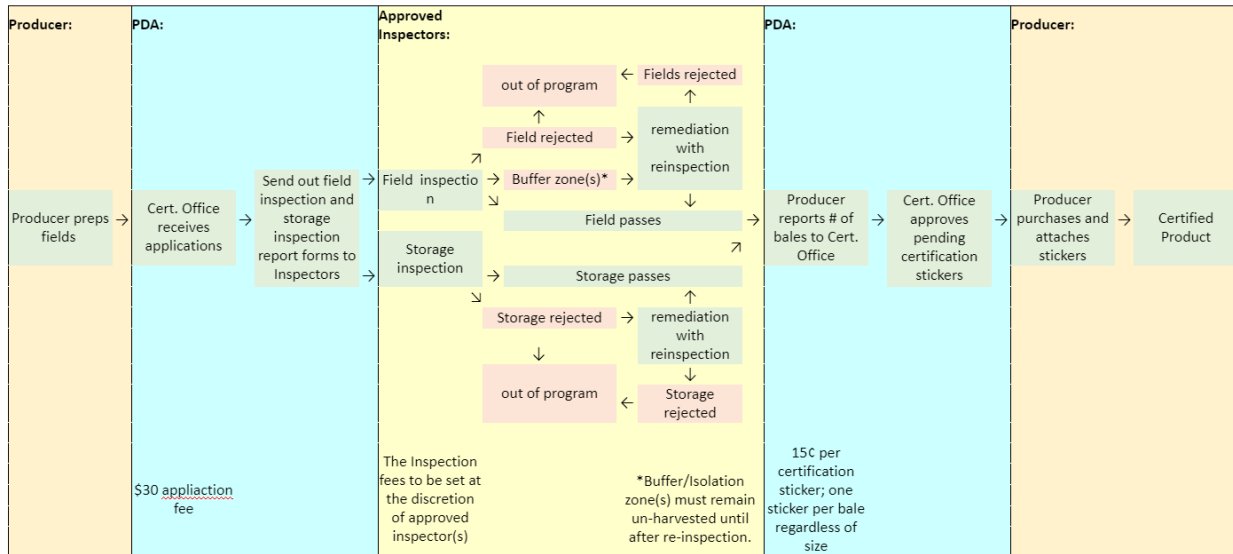 Producer:
PDA:
Approved
Inspectors:
PDA:
Producer:
Producer preps
fields
→
Cert. Office
receives
applications
→
Send out field
inspection and
storage
inspection
report forms to
Inspectors
→
→
Field inspectio
n
↗
→
↘
out of program
←
Fields rejected
↑
↑
Field rejected
→
remediation
with
reinspection
Buffer zone(s)*
→
↓
Field passes
→
Storage
inspection
→
Storage passes
↗
↘
↑
Storage rejected
→
remediation
with
reinspection
↓
↓
out of program
←
Storage
rejected
Producer
reports # of
bales to Cert.
Office
→
Cert. Office
approves
pending
certification
stickers
→
Producer
purchases and
attaches
stickers
→
Certified
Product
$30 appliaction
fee
The Inspection
fees to be set at
the discretion
of approved
inspector(s)
*Buffer/Isolation
zone(s) must remain
un-harvested until
after re-inspection.
15¢ per
certification
sticker; one
sticker per bale
regardless of
size